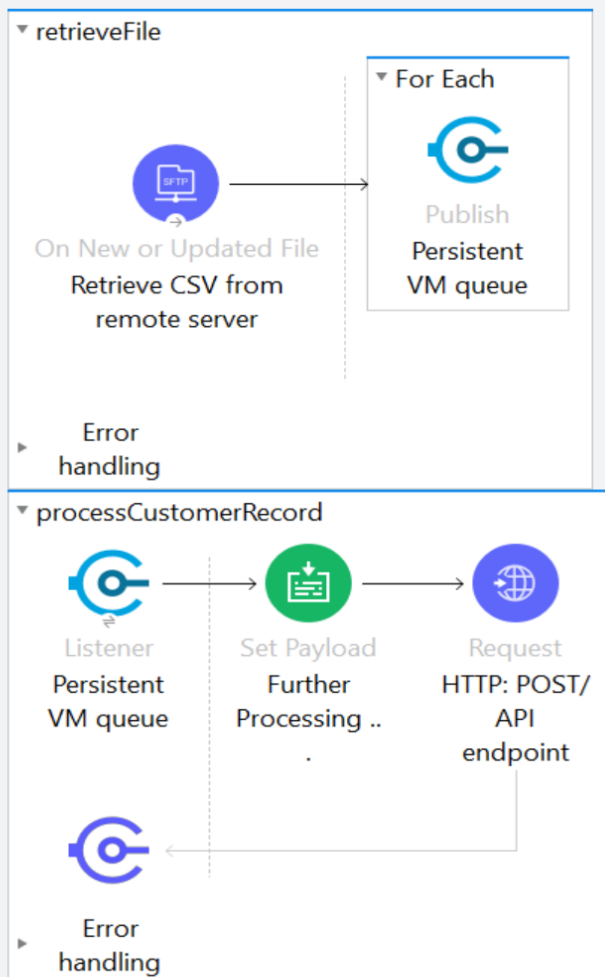 retrieveFile
For Each
SFTP
Publish
On New or Updated File
Persistent
VM queue
Retrieve CSV from
remote server
Error
handling
processCustomerRecord
Listener
Set Payload
Request
Persistent
VM queue
Further
Processing ..
.
HTTP: POST/
API
endpoint
Error
handling